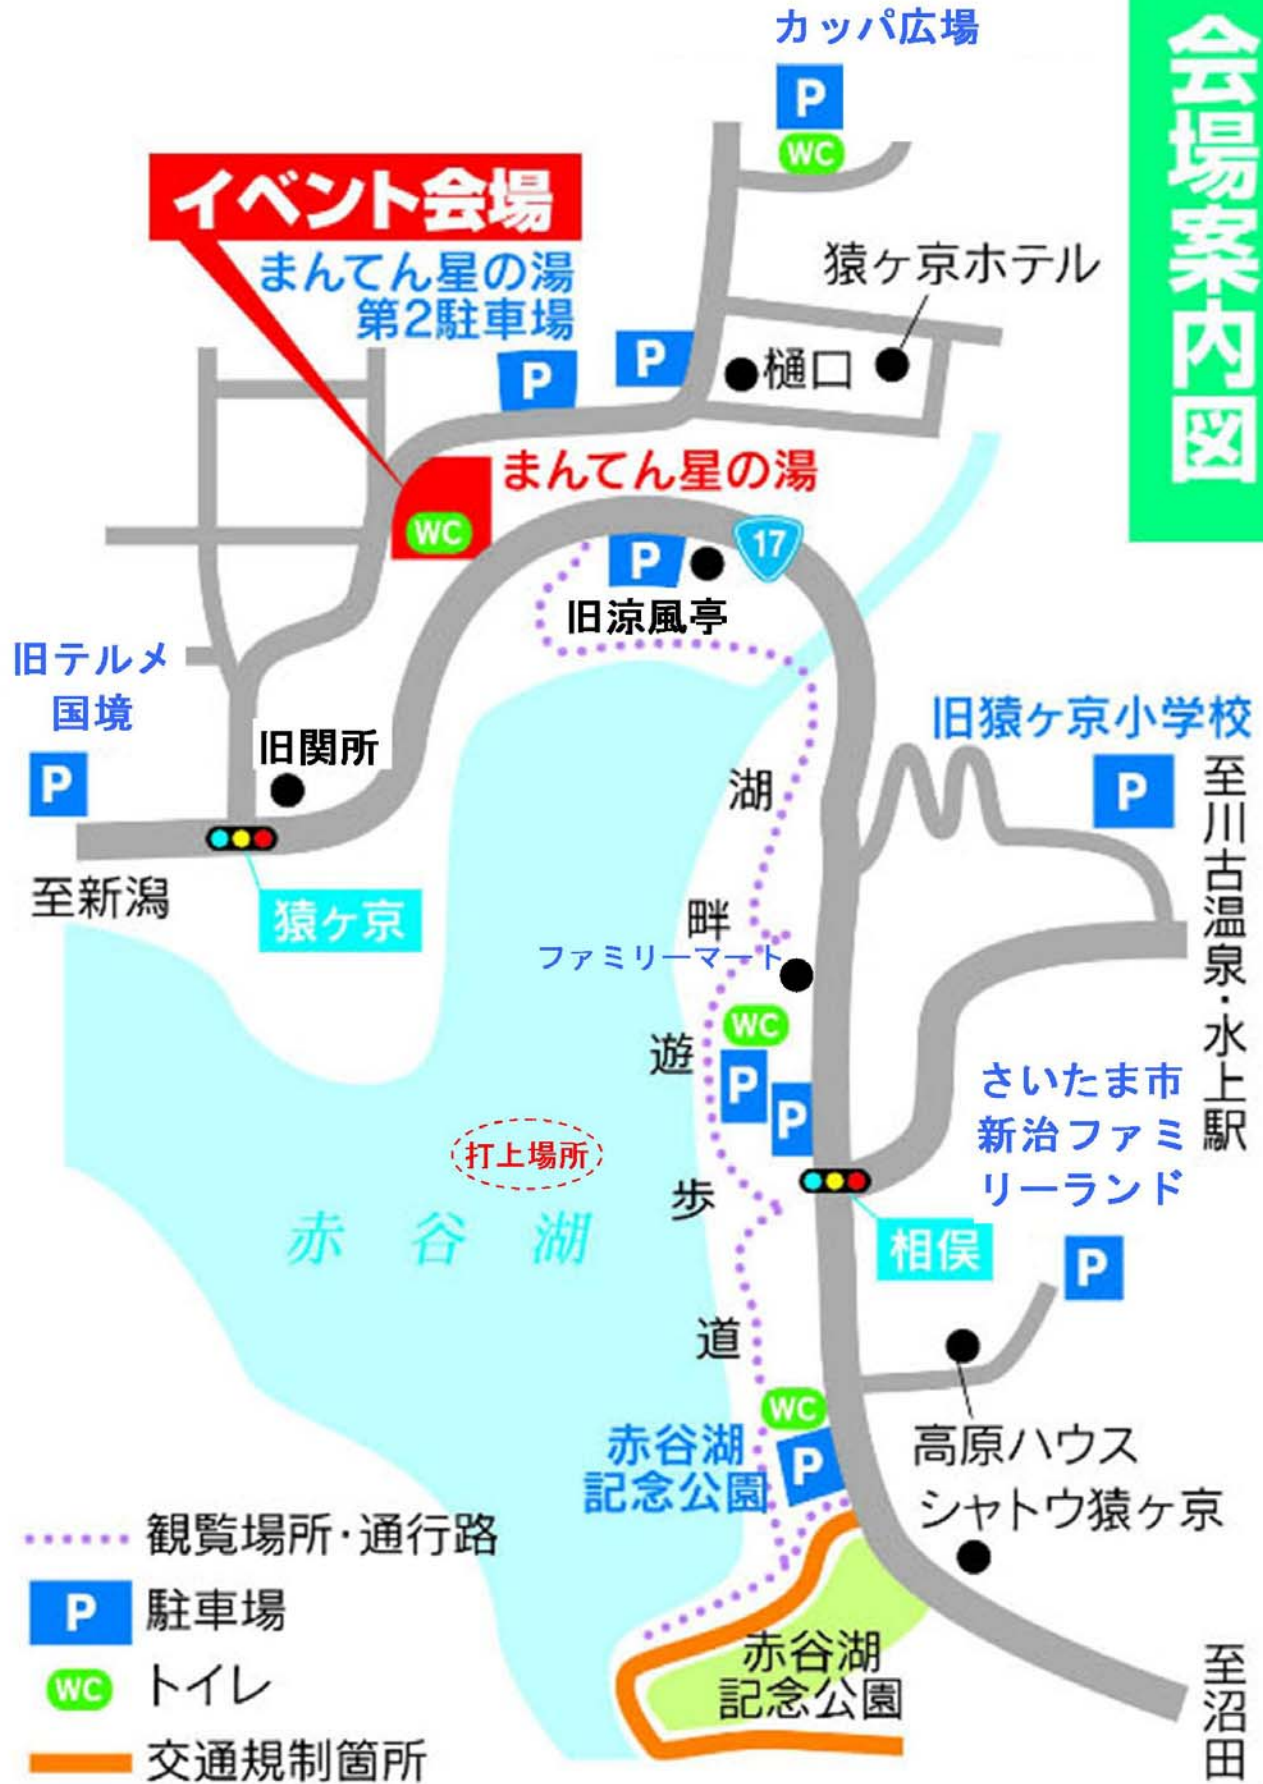 会場案内図
カッパ広場
P
WC
イベント会場
まんてん星の湯
第2駐車場
P
P
猿ヶ京ホテル
樋口
まんてん星の湯
WC
17
P
旧涼風亭
旧テルメ
国境
P
旧関所
旧猿ヶ京小学校
P
至川古温泉・水上駅
至新潟
猿ヶ京
湖畔遊歩道
ファミリーマート
WC
P
P
さいたま市
新治ファミ
リーランド
P
打上場所
赤谷湖
相俣
WC
赤谷湖
記念公園
P
高原ハウス
シャトウ猿ヶ京
赤谷湖
記念公園
至沼田
観覧場所・通行路
P 駐車場
WC トイレ
交通規制箇所